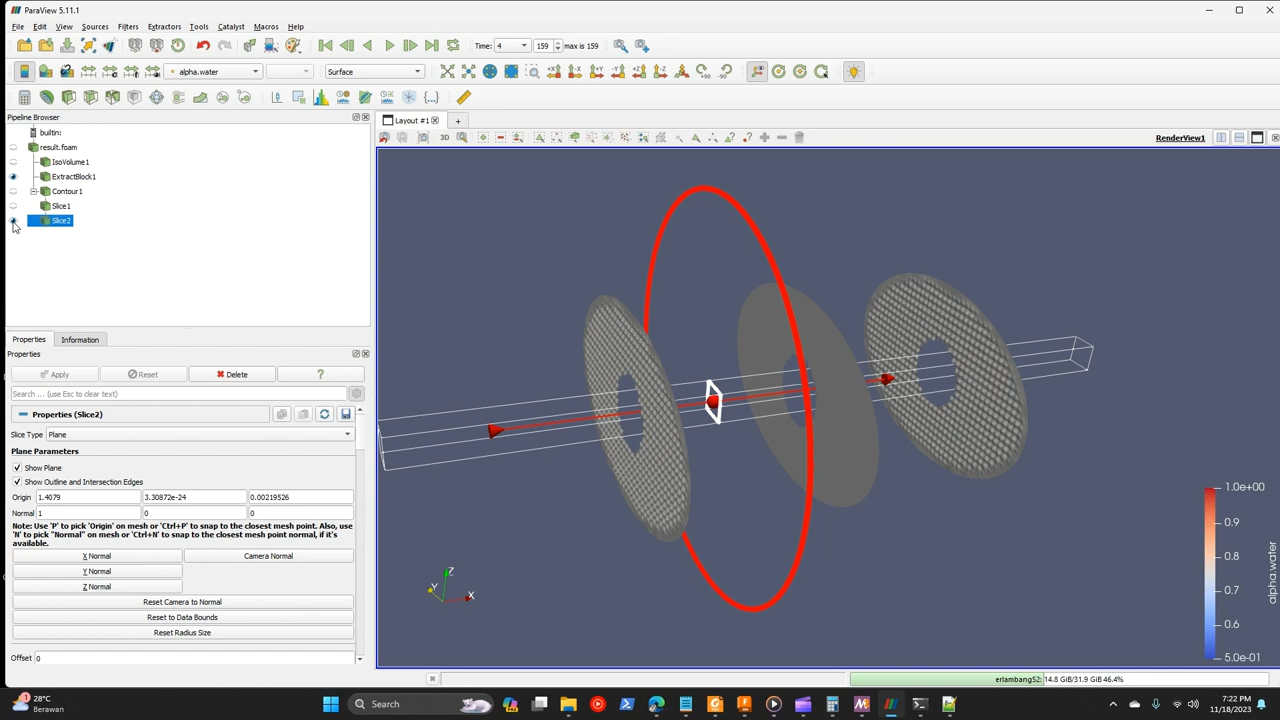 ParaView 5.11.1
File Edit View Sources Filters Extractors Tools Catalyst Macros Help
Time: 4 159 max is 159
alpha.water Surface
Pipeline Browser
Layout #1
3D
RenderView1
builtin:
result.foam
IsoVolume1
ExtractBlock1
Contour1
Slice1
Slice2
Properties Information
Properties
Apply Reset Delete ?
Search ... (use Esc to clear text)
Properties (Slice2)
Slice Type Plane
Plane Parameters
Show Plane
Show Outline and Intersection Edges
Origin 1.4079 3.30872e-24 0.00219526
Normal 1 0 0
Note: Use 'P' to pick 'Origin' on mesh or 'Ctrl+P' to snap to the closest mesh point. Also, use
'N' to pick "Normal" on mesh or 'Ctrl+N' to snap to the closest mesh point normal, if it's
available.
X Normal Camera Normal
Y Normal
Z Normal
Reset Camera to Normal
Reset to Data Bounds
Reset Radius Size
Offset 0
Z
Y
X
1.0e+00
0.9
0.8
0.7
0.6
5.0e-01
alpha.water
erlambang52: 14.8 GiB/31.9 GiB 46.4%
28°C
Berawan
Search
7:22 PM
11/18/2023